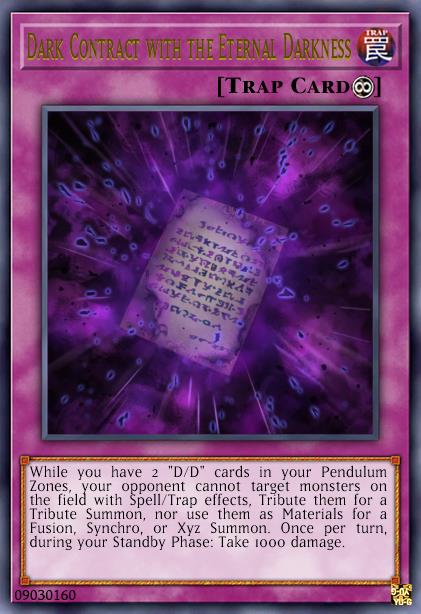 Dark Contract with the Eternal Darkness
TRAP
罠
[Trap Card]
While you have 2 "D/D" cards in your Pendulum
Zones, your opponent cannot target monsters on
the field with Spell/Trap effects, Tribute them for a
Tribute Summon, nor use them as Materials for a
Fusion, Synchro, or Xyz Summon. Once per turn,
during your Standby Phase: Take 1000 damage.
09030160